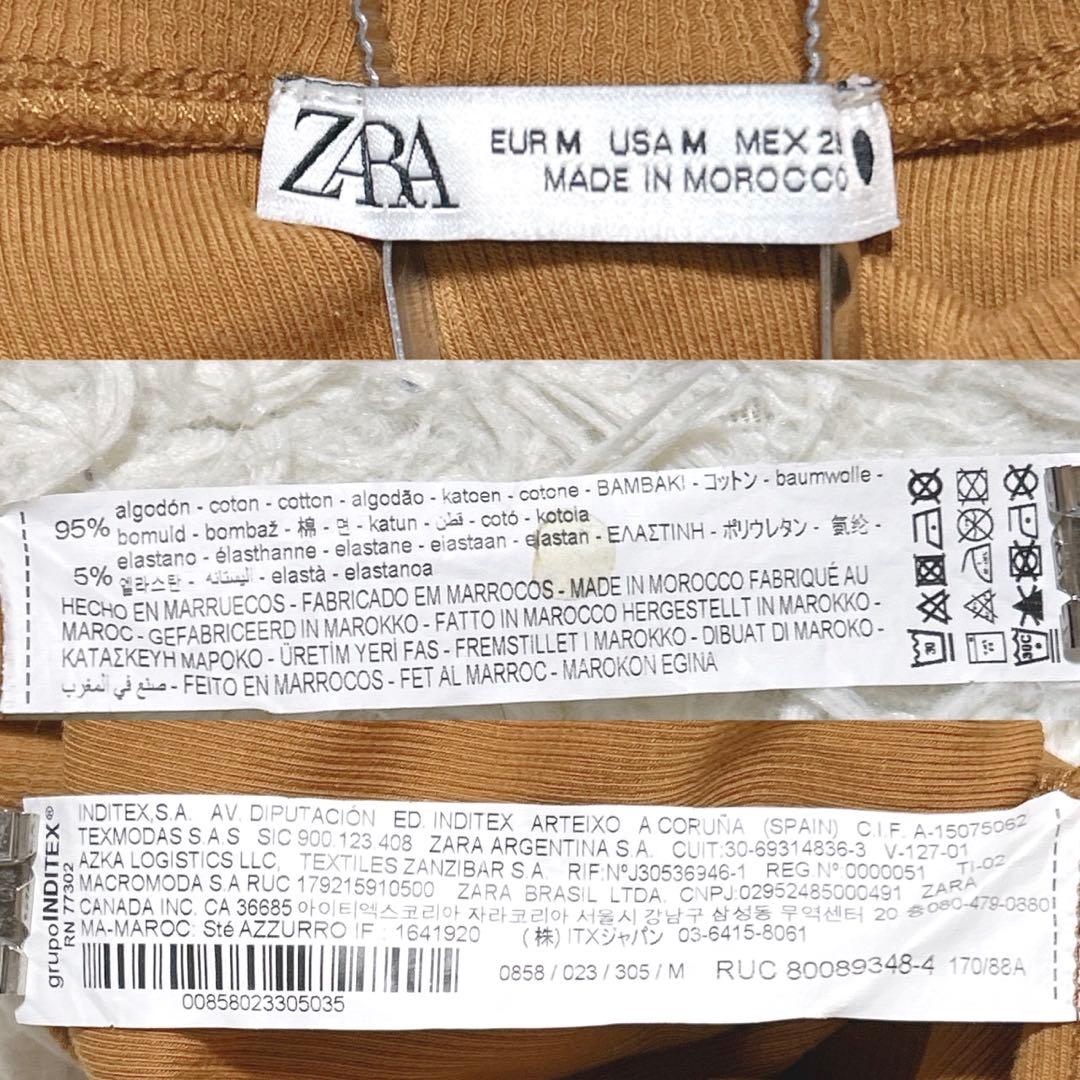 ZARA
EUR M USA M MEX
MADE IN MOROCCO
95% algodón - coton - cotton - algodão - katoen - cotone - BAMBAKI - コットン - baumwolle -
bomuld - bombaž - 棉 - 면 - katun - قطن - cotó - kotoia
5% elastano - élasthanne - elastane - elastaan - elastan - ΕΛΑΣΤΙΝΗ - ポリウレタン - 氨纶 -
엘라스탄 - اليستانه - elastà - elastanoa
HECHO EN MARRUECOS - FABRICADO EM MARROCOS - MADE IN MOROCCO FABRIQUÉ AU
MAROC - GEFABRICEERD IN MAROKKO - FATTO IN MAROCCO HERGESTELLT IN MAROKKO -
ΚΑΤΑΣΚΕΥΗ ΜΑΡΟΚΟ - ÜRETİM YERİ FAS - FREMSTILLET I MAROKKO - DIBUAT DI MAROKO -
صنع في المغرب - FEITO EN MARROCOS - FET AL MARROC - MAROKON EGINA
30
30C
grupoINDITEX®
RN 77302
INDITEX,S.A. AV. DIPUTACIÓN ED. INDITEX ARTEIXO A CORUÑA (SPAIN) C.I.F. A-15075062
TEXMODAS S.A.S SIC 900.123.408 ZARA ARGENTINA S.A. CUIT:30-69314836-3 V-127-01
AZKA LOGISTICS LLC, TEXTILES ZANZIBAR S.A. RIF:NºJ30536946-1 REG.Nº:0000051 TI-02
MACROMODA S.A RUC 179215910500 ZARA BRASIL LTDA. CNPJ:02952485000491 ZARA
CANADA INC. CA 36685 아이티엑스코리아 자라코리아 서울시 강남구 삼성동 무역센터 20 층 080-479-0880
MA-MAROC: Sté AZZURRO IF : 1641920 (株) ITXジャパン 03-6415-8061
0858 / 023 / 305 / M RUC 80089348-4 170/88A
00858023305035